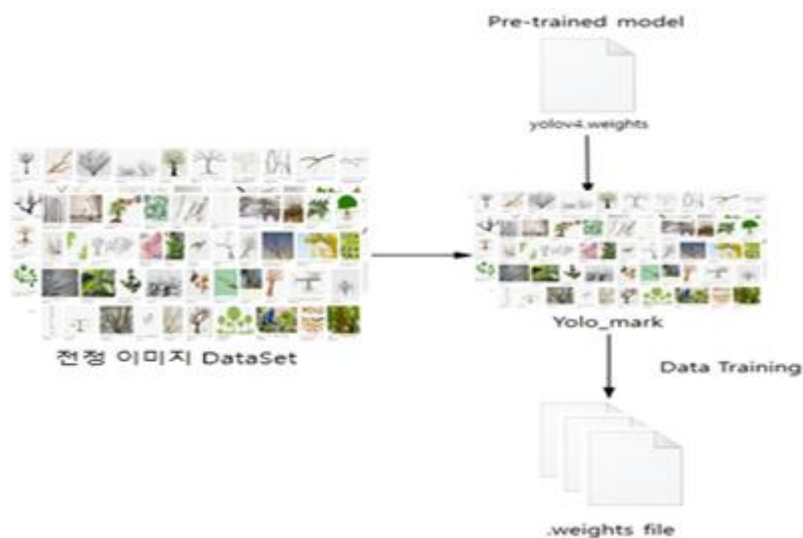 Pre-trained model
yolov4.weights
전정 이미지 DataSet
Yolo_mark
Data Training
.weights file